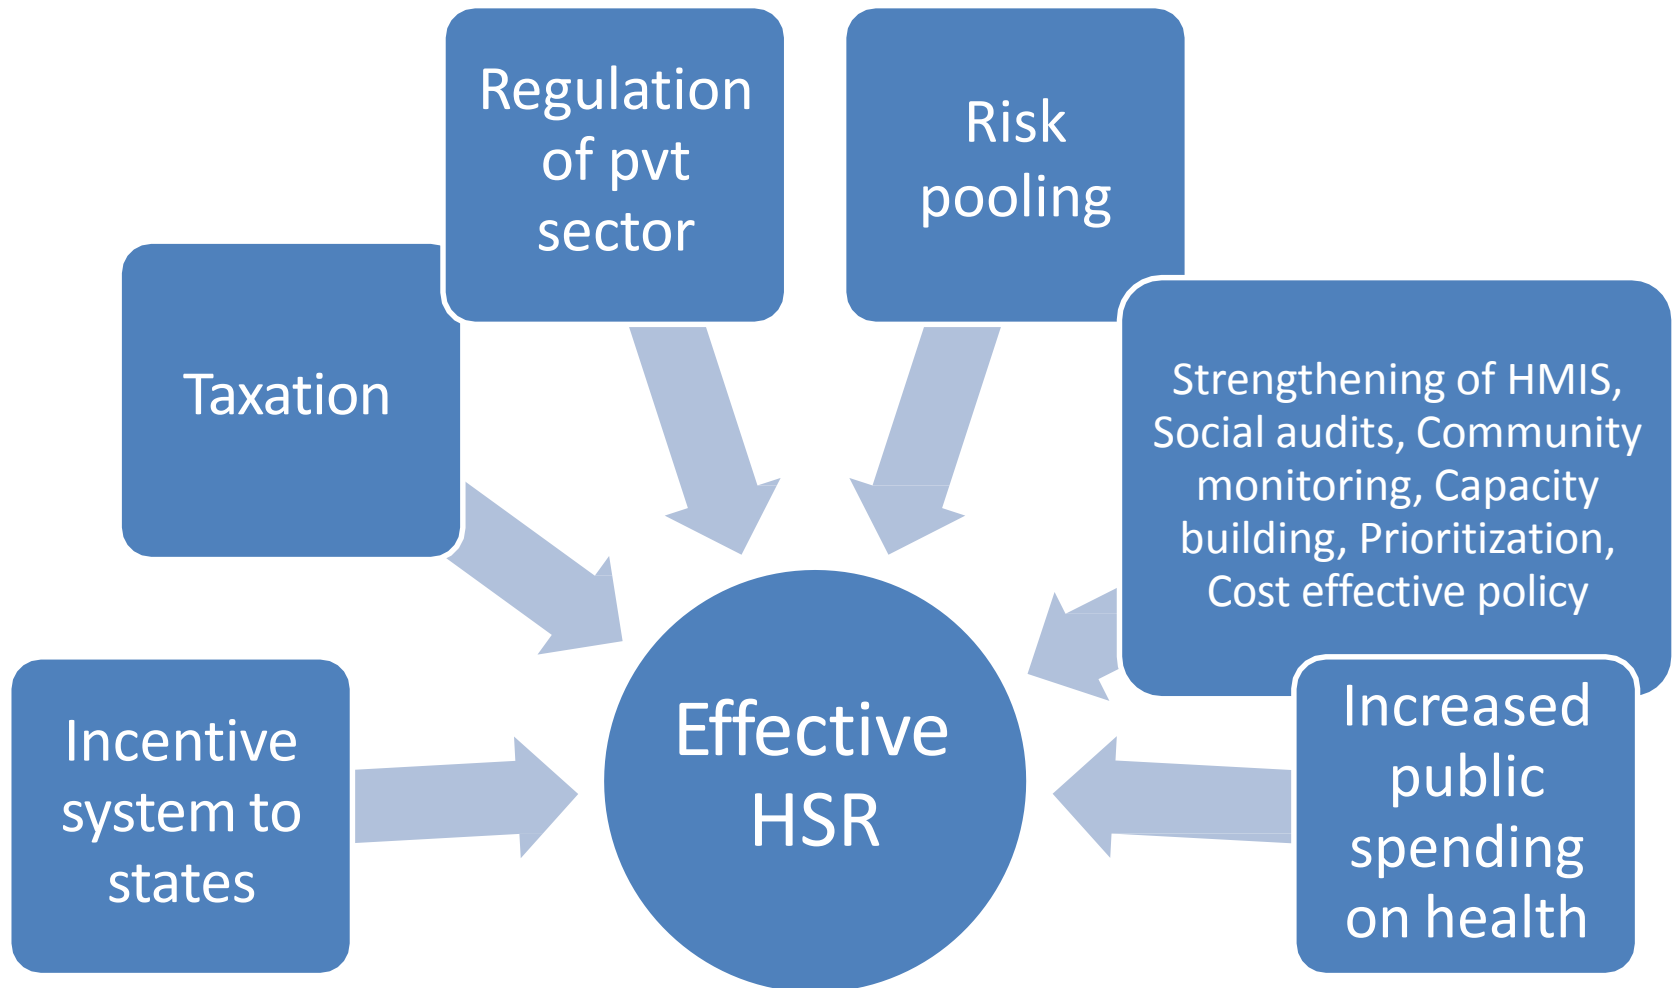 Regulation
of pvt
sector
Risk
pooling
Taxation
Strengthening of HMIS,
Social audits, Community
monitoring, Capacity
building, Prioritization,
Cost effective policy
Incentive
system to
states
Effective
HSR
Increased
public
spending
on health